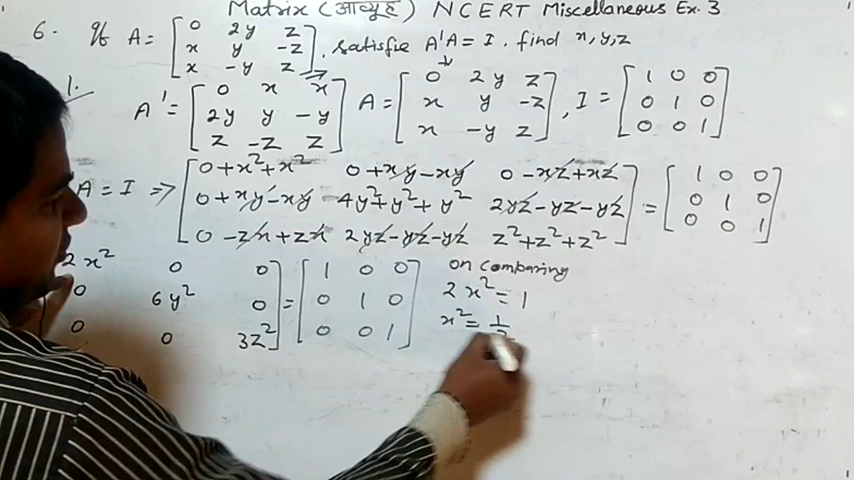 Matrix (आव्यूह) NCERT Miscellaneous Ex. 3
6. If A = [0 2y z; x y -z; x -y z], satisfie A'A = I. find x, y, z
1. A' = [0 x x; 2y y -y; z -z z] A = [0 2y z; x y -z; x -y z], I = [1 0 0; 0 1 0; 0 0 1]
A = I ⇒ [0+x²+x² 0+xy-xy 0-xz+xz; 0+xy-xy 4y²+y²+y² 2yz-yz-yz; 0-zx+zx 2yz-yz-yz z²+z²+z²] = [1 0 0; 0 1 0; 0 0 1]
2x² 0 0; 0 6y² 0; 0 0 3z²] = [1 0 0; 0 1 0; 0 0 1] on combaring
2x² = 1
x² = 1/2